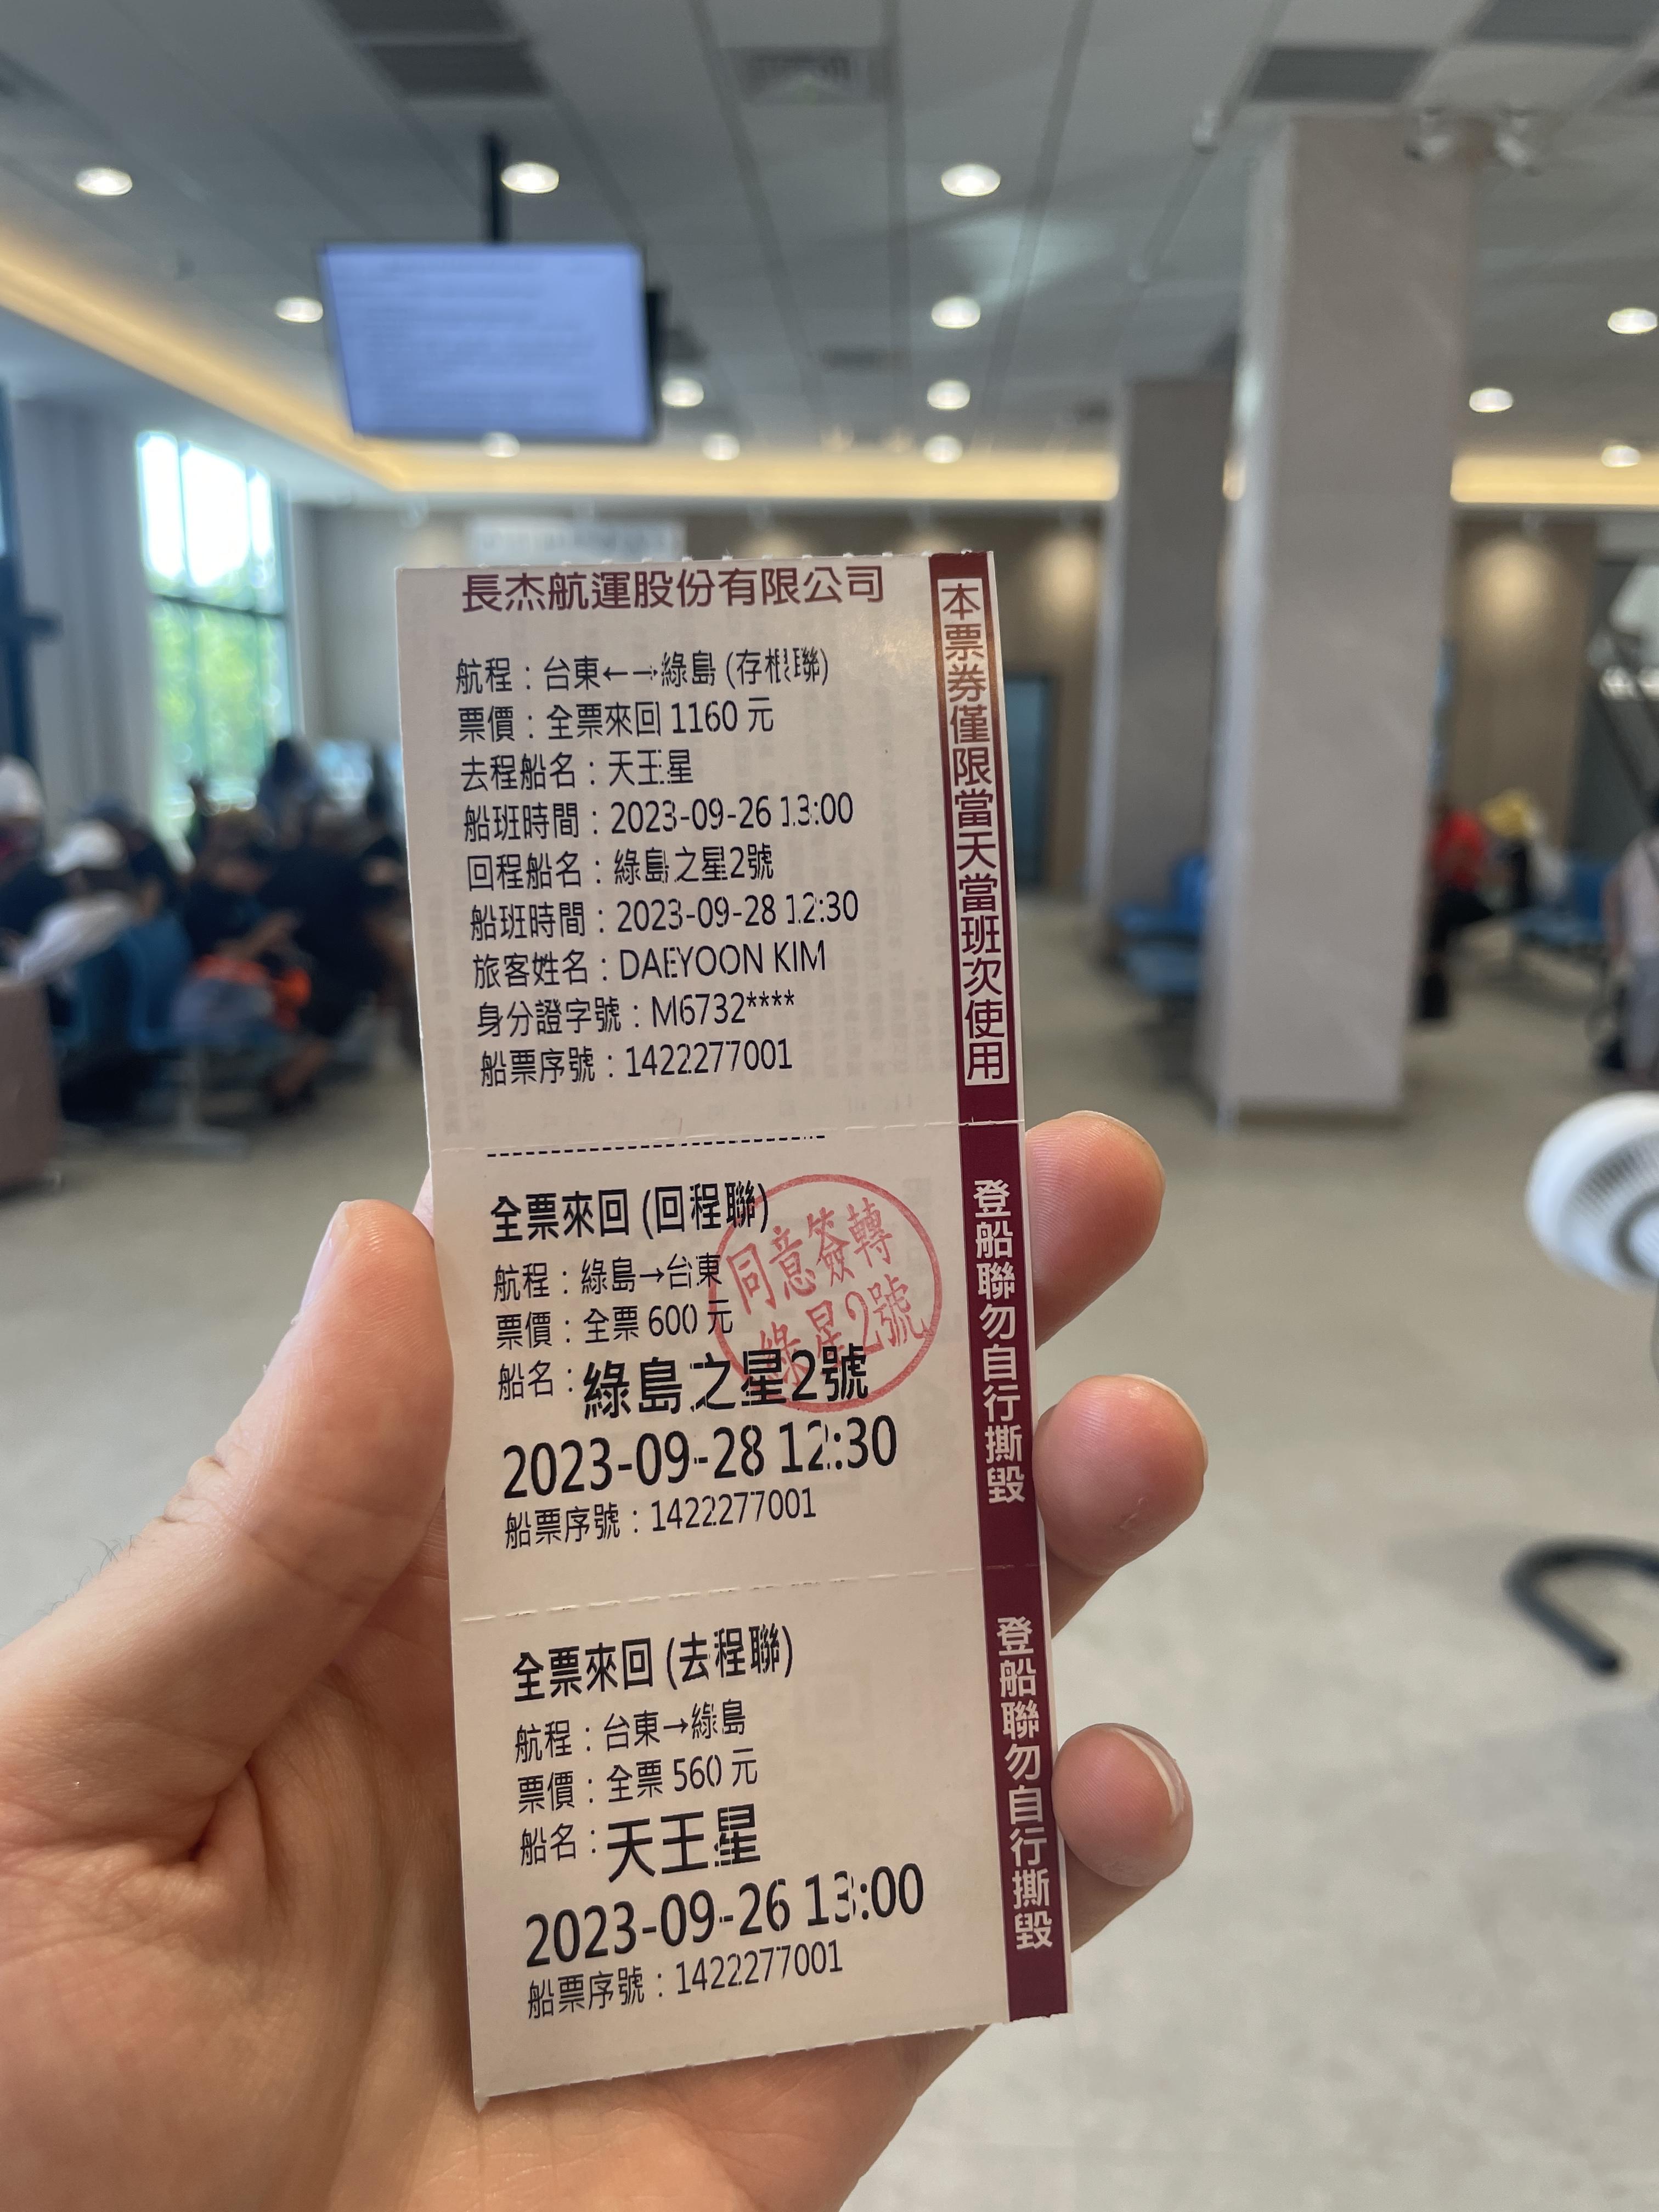 長杰航運股份有限公司
航程：台東←→綠島 (存根聯)
票價：全票來回 1160 元
去程船名：天王星
船班時間：2023-09-26 13:00
回程船名：綠島之星2號
船班時間：2023-09-28 12:30
旅客姓名：DAEYOON KIM
身分證字號：M6732****
船票序號：1422277001
本票券僅限當天當班次使用
全票來回 (回程聯)
航程：綠島→台東
票價：全票 600 元
船名：綠島之星2號
2023-09-28 12:30
船票序號：1422277001
同意簽轉
綠星2號
登船聯勿自行撕毀
全票來回 (去程聯)
航程：台東→綠島
票價：全票 560 元
船名：天王星
2023-09-26 13:00
船票序號：1422277001
登船聯勿自行撕毀